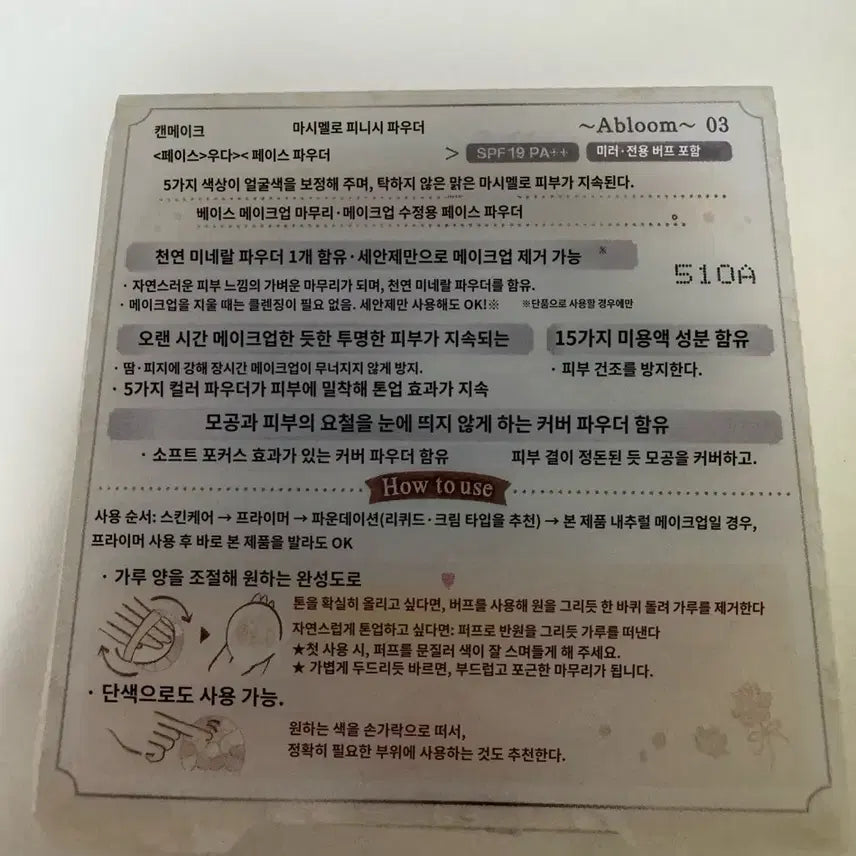 캔메이크 마시멜로 피니시 파우더 ~Abloom~ 03
<페이스>우다>< 페이스 파우더 > SPF19 PA++ 미러·전용 버프 포함
5가지 색상이 얼굴색을 보정해 주며, 탁하지 않은 맑은 마시멜로 피부가 지속된다.
베이스 메이크업 마무리·메이크업 수정용 페이스 파우더
천연 미네랄 파우더 1개 함유·세안제만으로 메이크업 제거 가능 ※
510A
· 자연스러운 피부 느낌의 가벼운 마무리가 되며, 천연 미네랄 파우더를 함유.
· 메이크업을 지울 때는 클렌징이 필요 없음. 세안제만 사용해도 OK!※ ※단품으로 사용할 경우에만
오랜 시간 메이크업한 듯한 투명한 피부가 지속되는 15가지 미용액 성분 함유
· 땀·피지에 강해 장시간 메이크업이 무너지지 않게 방지. · 피부 건조를 방지한다.
· 5가지 컬러 파우더가 피부에 밀착해 톤업 효과가 지속
모공과 피부의 요철을 눈에 띄지 않게 하는 커버 파우더 함유
· 소프트 포커스 효과가 있는 커버 파우더 함유 피부 결이 정돈된 듯 모공을 커버하고.
How to use
사용 순서: 스킨케어 → 프라이머 → 파운데이션(리퀴드·크림 타입을 추천) → 본 제품 내추럴 메이크업일 경우,
프라이머 사용 후 바로 본 제품을 발라도 OK
· 가루 양을 조절해 원하는 완성도로
톤을 확실히 올리고 싶다면, 버프를 사용해 원을 그리듯 한 바퀴 돌려 가루를 제거한다
자연스럽게 톤업하고 싶다면: 퍼프로 반원을 그리듯 가루를 떠낸다
★첫 사용 시, 퍼프를 문질러 색이 잘 스며들게 해 주세요.
★ 가볍게 두드리듯 바르면, 부드럽고 포근한 마무리가 됩니다.
· 단색으로도 사용 가능.
원하는 색을 손가락으로 떠서,
정확히 필요한 부위에 사용하는 것도 추천한다.